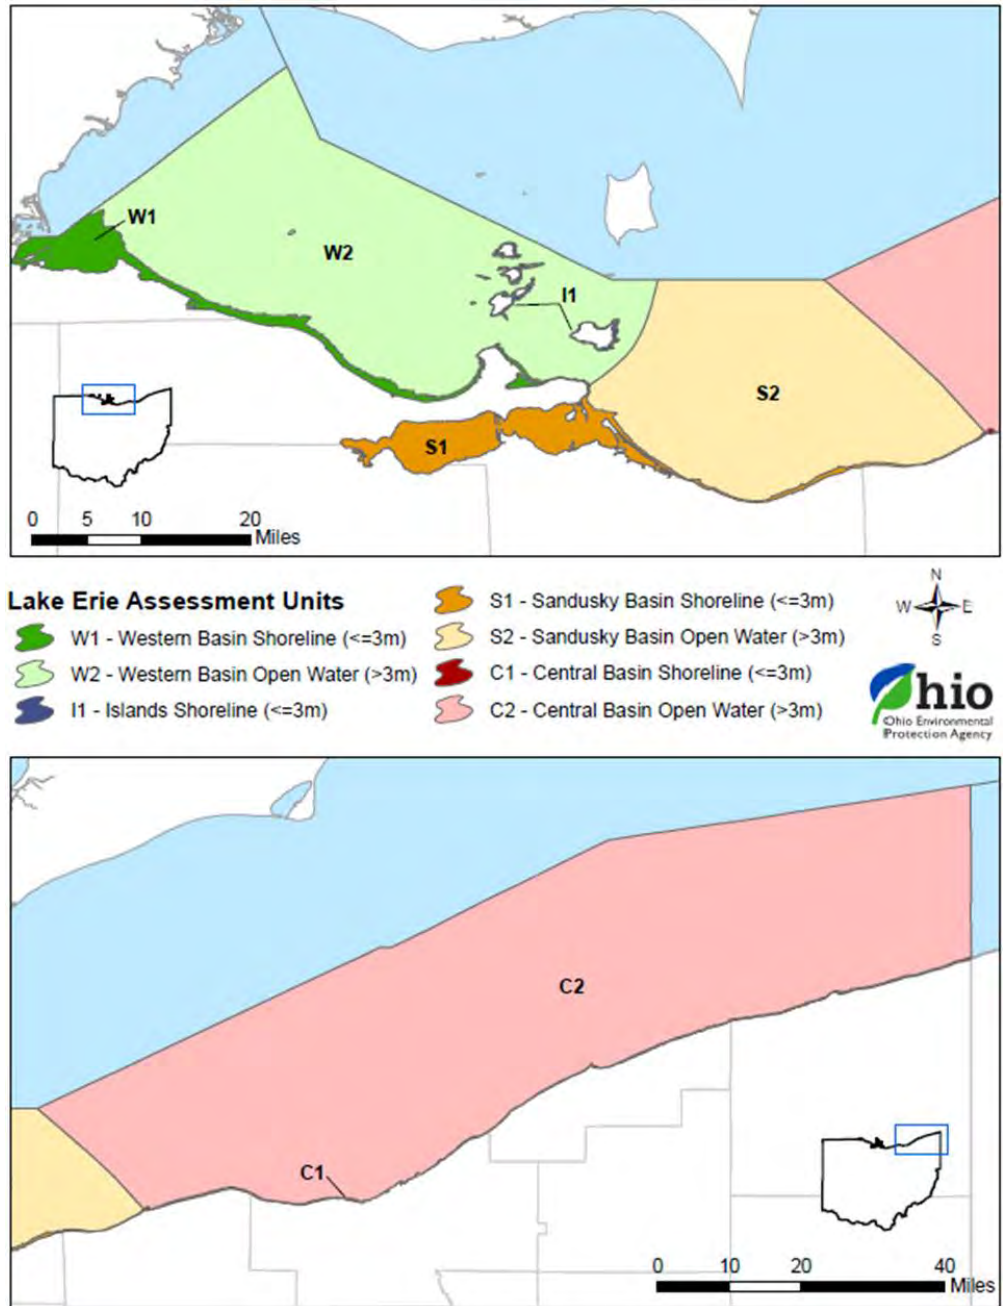 W1
W2
I1
S2
S1
0 5 10 20
Miles
Lake Erie Assessment Units
W1 - Western Basin Shoreline (<=3m)
W2 - Western Basin Open Water (>3m)
I1 - Islands Shoreline (<=3m)
S1 - Sandusky Basin Shoreline (<=3m)
S2 - Sandusky Basin Open Water (>3m)
C1 - Central Basin Shoreline (<=3m)
C2 - Central Basin Open Water (>3m)
N
W E
S
Ohio
Ohio Environmental
Protection Agency
C2
C1
0 10 20 40
Miles